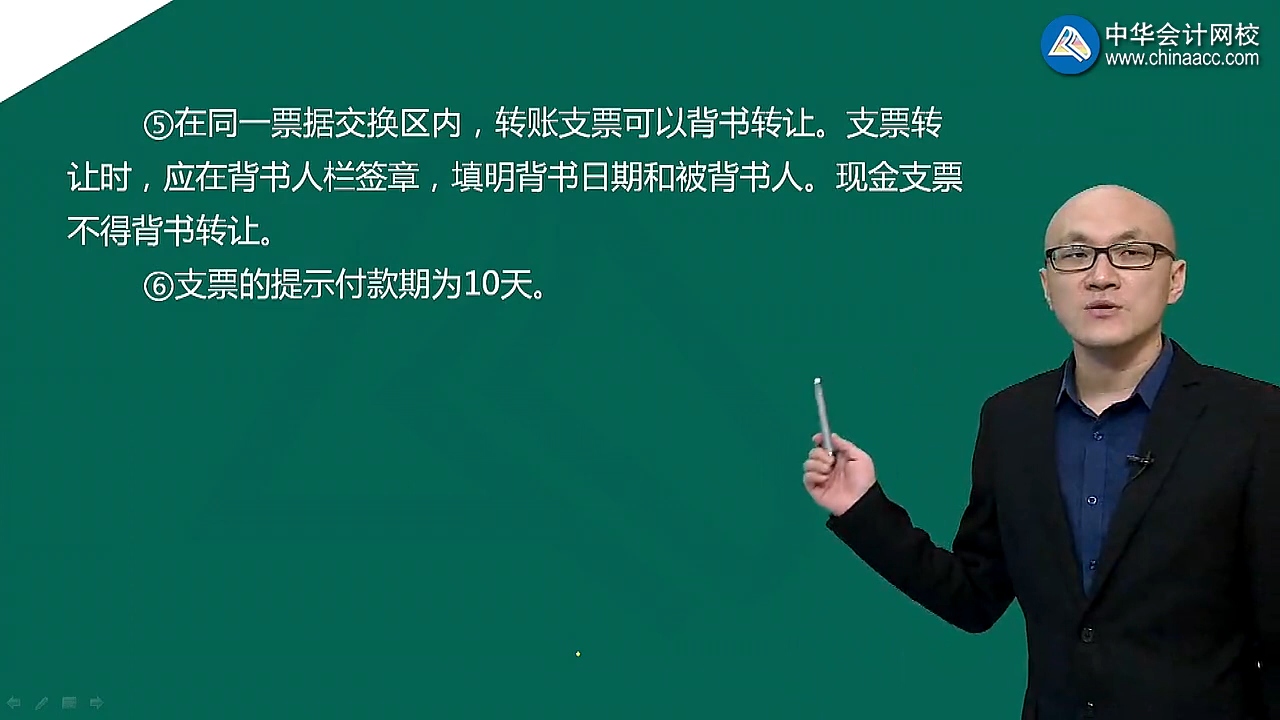 中华会计网校
www.chinaacc.com
⑤在同一票据交换区内，转账支票可以背书转让。支票转
让时，应在背书人栏签章，填明背书日期和被背书人。现金支票
不得背书转让。
⑥支票的提示付款期为10天。